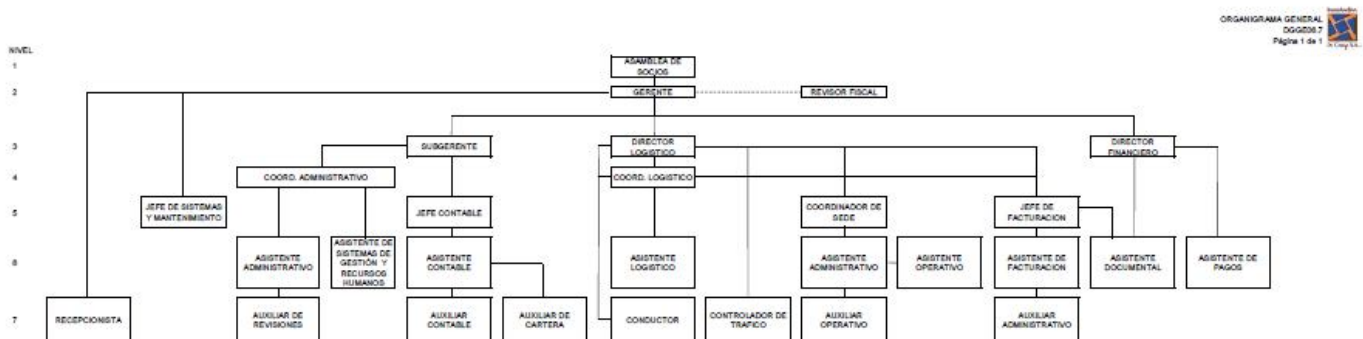 ORGANIGRAMA GENERAL
DGGE06.7
Página 1 de 1
NIVEL
1
ASAMBLEA DE
SOCIOS
2
GERENTE
REVISOR FISCAL
3
SUBGERENTE
DIRECTOR
LOGISTICO
DIRECTOR
FINANCIERO
4
COORD. ADMINISTRATIVO
COORD. LOGISTICO
5
JEFE DE SISTEMAS
Y MANTENIMIENTO
JEFE CONTABLE
COORDINADOR DE
SEDE
JEFE DE
FACTURACION
6
ASISTENTE
ADMINISTRATIVO
ASISTENTE DE
SISTEMAS DE
GESTIÓN Y
RECURSOS
HUMANOS
ASISTENTE
CONTABLE
ASISTENTE
LOGISTICO
ASISTENTE
ADMINISTRATIVO
ASISTENTE
OPERATIVO
ASISTENTE DE
FACTURACION
ASISTENTE
DOCUMENTAL
ASISTENTE DE
PAGOS
7
RECEPCIONISTA
AUXILIAR DE
REVISIONES
AUXILIAR
CONTABLE
AUXILIAR DE
CARTERA
CONDUCTOR
CONTROLADOR DE
TRAFICO
AUXILIAR
OPERATIVO
AUXILIAR
ADMINISTRATIVO